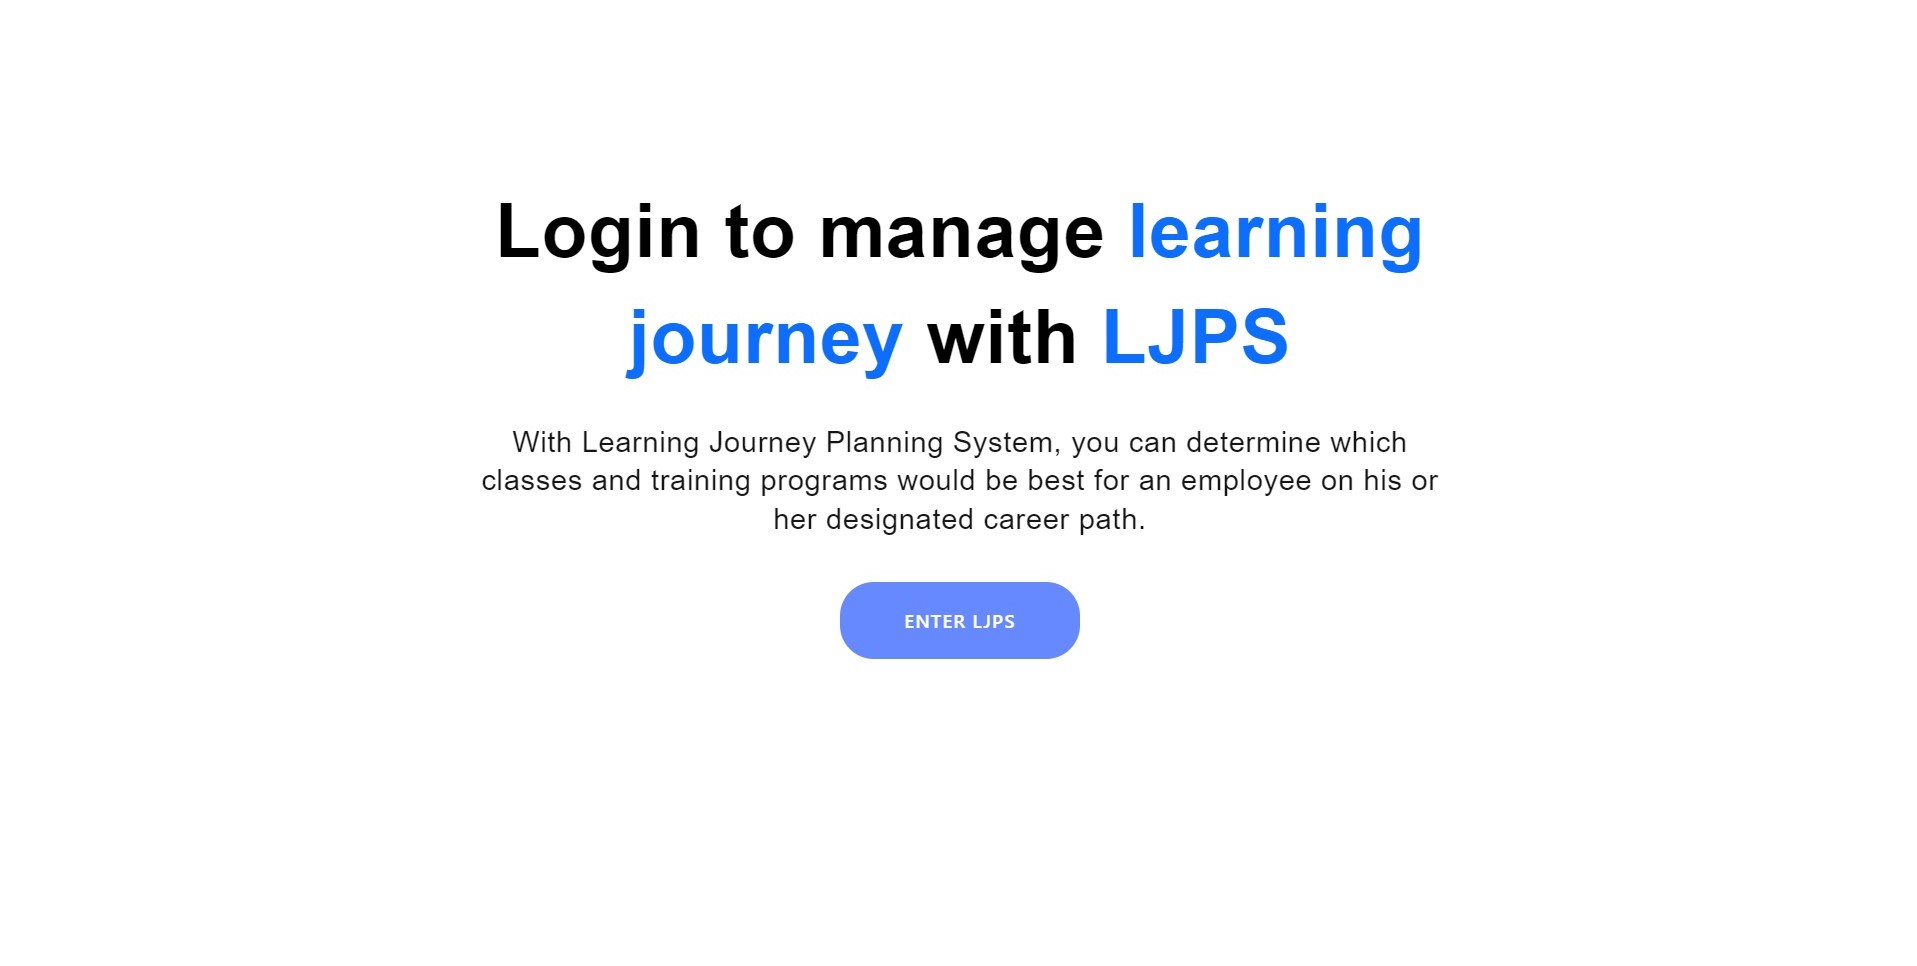 Login to manage learning
journey with LJPS
With Learning Journey Planning System, you can determine which
classes and training programs would be best for an employee on his or
her designated career path.
ENTER LJPS